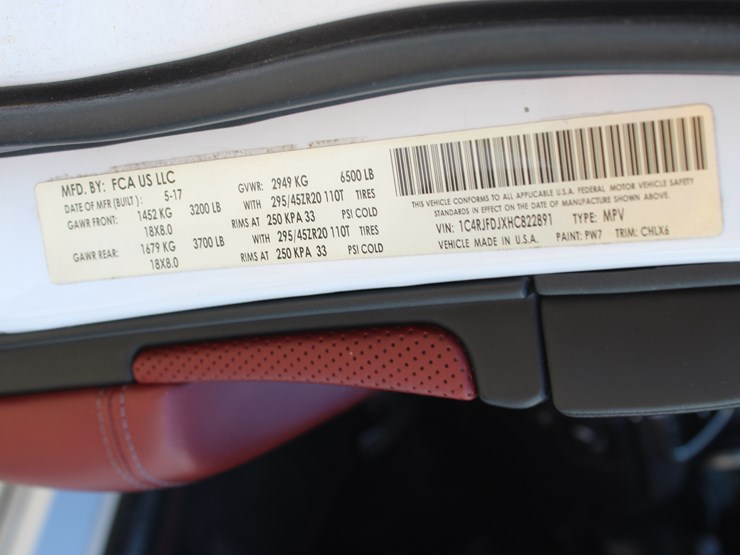 MFD. BY: FCA US LLC
DATE OF MFR (BUILT): 5-17 GVWR: 2949 KG 6500 LB
GAWR FRONT: 1452 KG 3200 LB WITH 295/45ZR20 110T TIRES
18X8.0 RIMS AT 250 KPA 33 PSI COLD
GAWR REAR: 1679 KG 3700 LB WITH 295/45ZR20 110T TIRES
18X8.0 RIMS AT 250 KPA 33 PSI COLD
THIS VEHICLE CONFORMS TO ALL APPLICABLE U.S.A. FEDERAL MOTOR VEHICLE SAFETY
STANDARDS IN EFFECT ON THE DATE OF MANUFACTURE SHOWN ABOVE.
VIN: 1C4RJFDJXHC822891 TYPE: MPV
VEHICLE MADE IN U.S.A. PAINT: PW7 TRIM: CHLX6